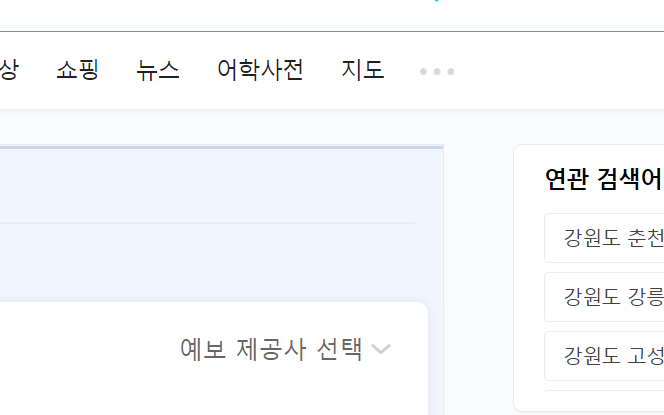 상 쇼핑 뉴스 어학사전 지도
연관 검색어
강원도 춘천
강원도 강릉
예보 제공사 선택
강원도 고성